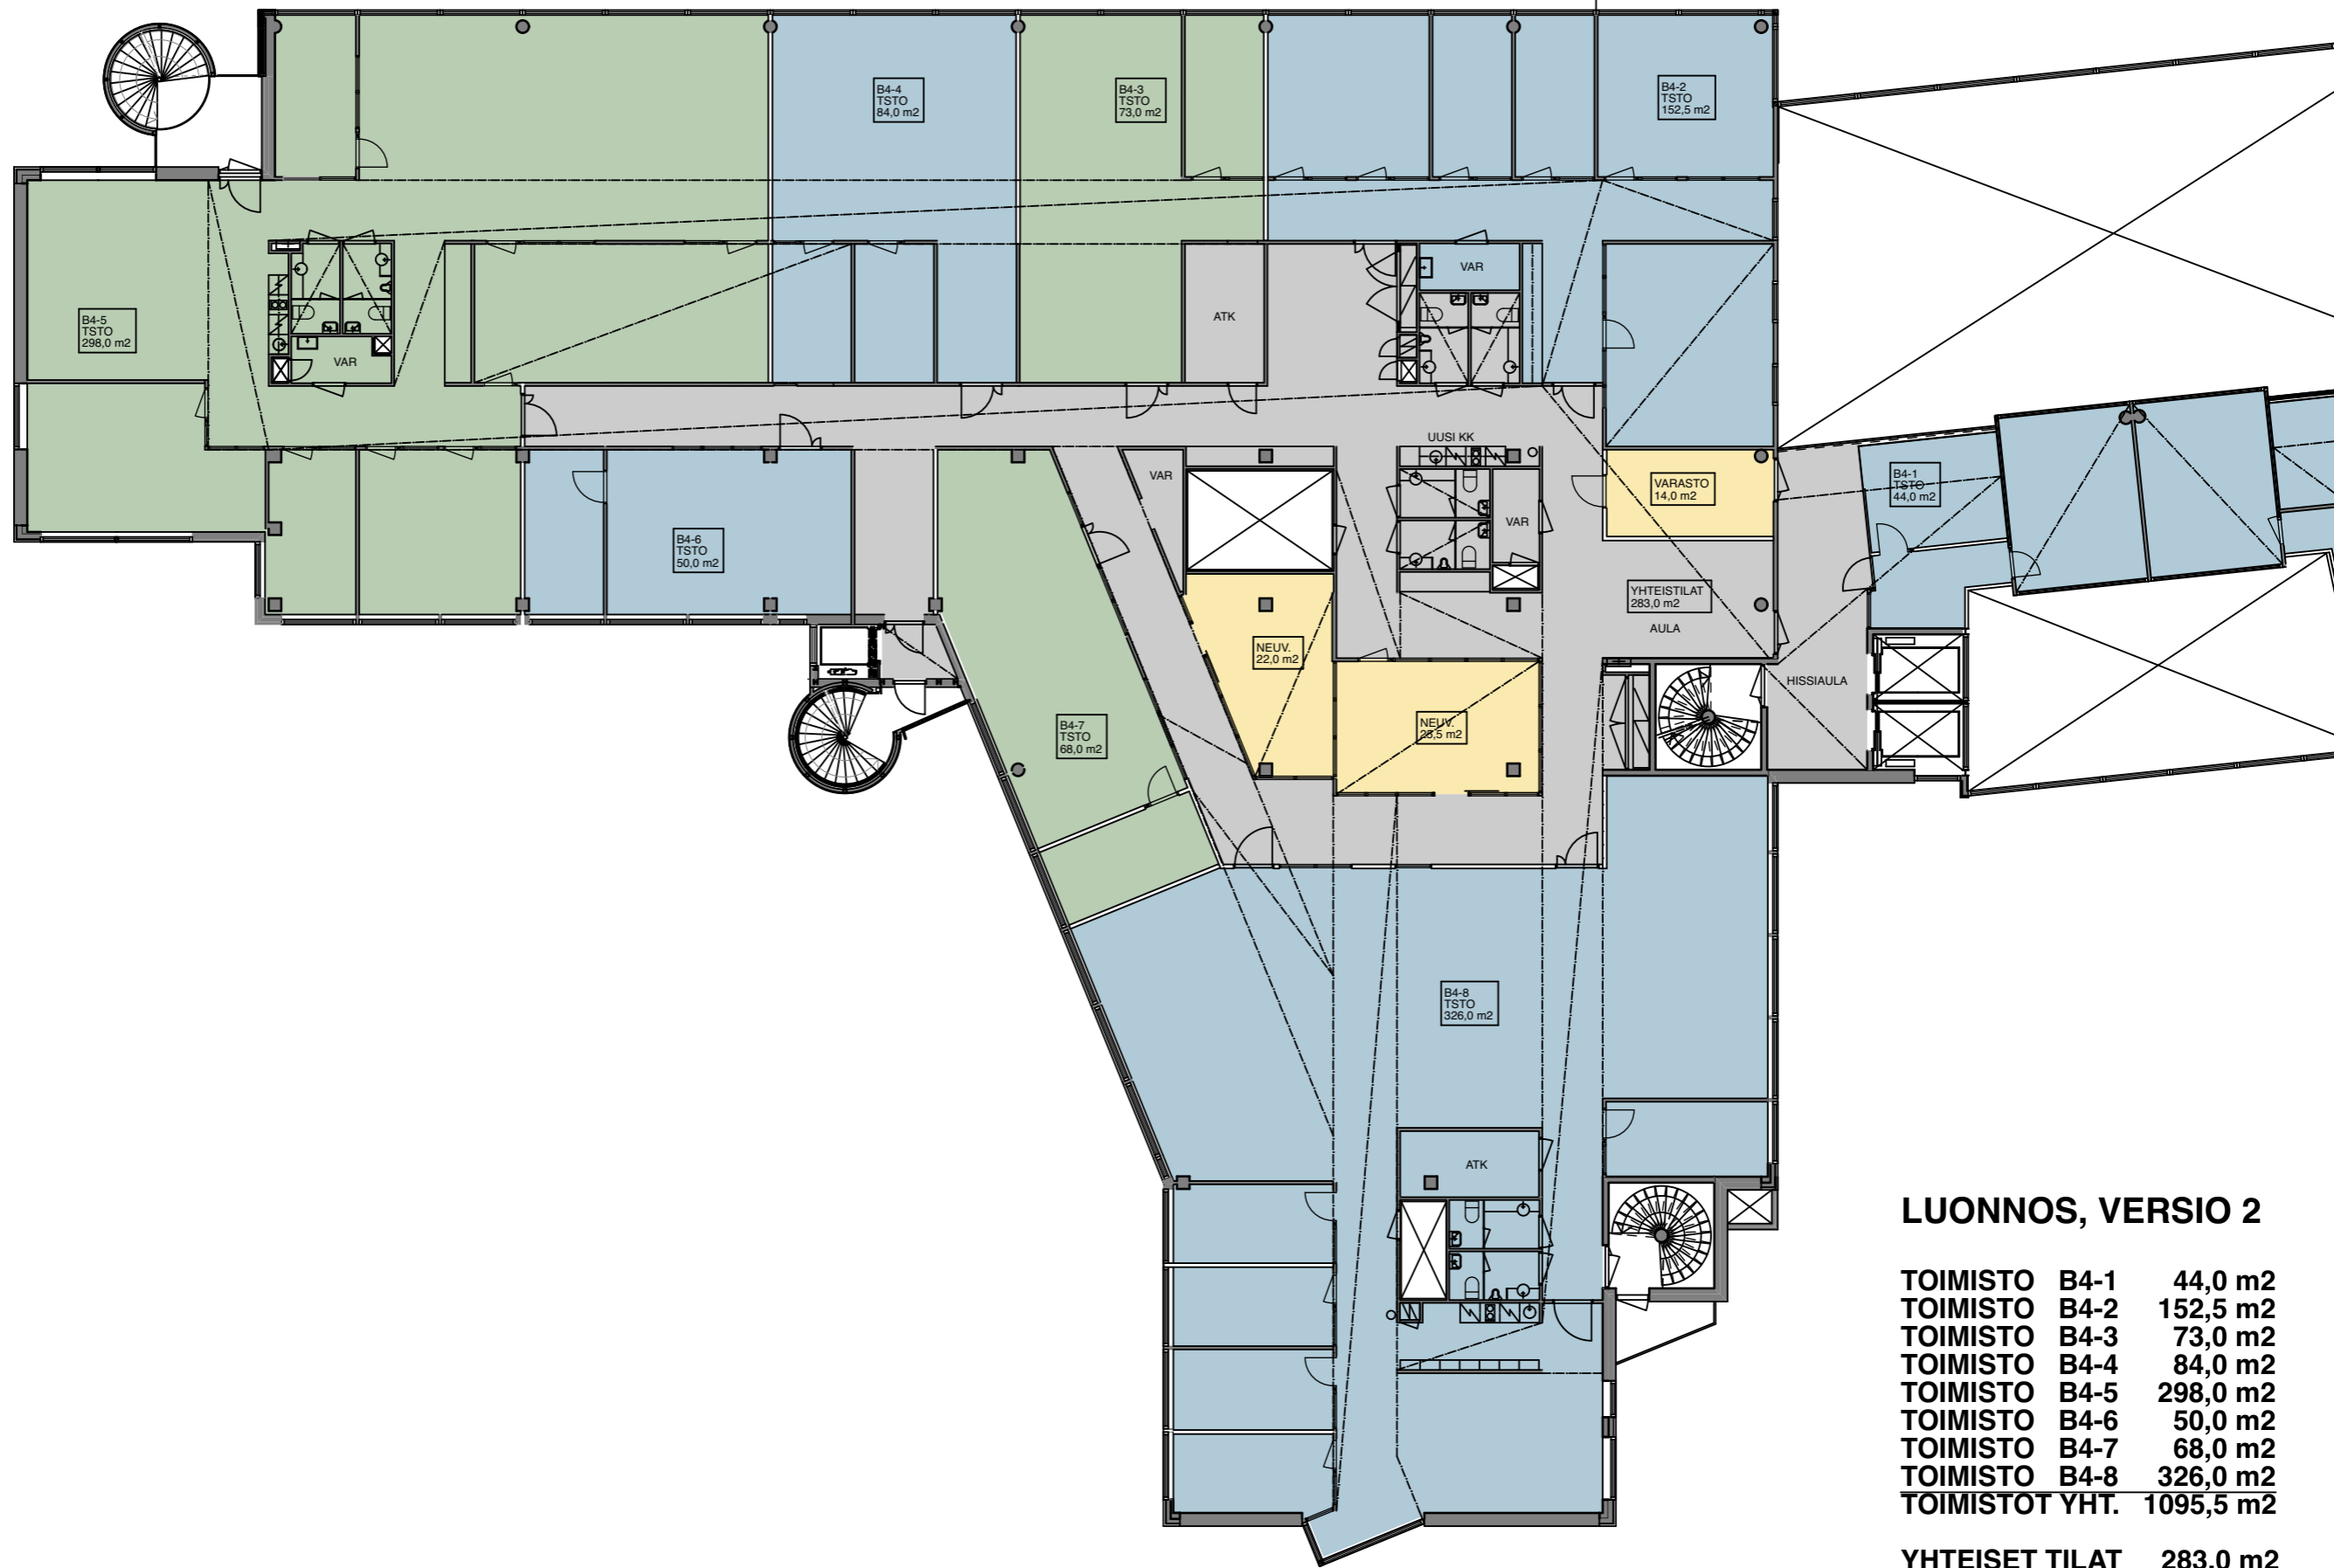 B4-4
TSTO
84,0 m2
B4-3
TSTO
73,0 m2
B4-2
TSTO
152,5 m2
B4-5
TSTO
298,0 m2
VAR
ATK
VAR
UUSI KK
B4-6
TSTO
50,0 m2
VAR
VAR
VARASTO
14,0 m2
B4-1
TSTO
44,0 m2
YHTEISTILAT
283,0 m2
AULA
NEUV.
22,0 m2
HISSIAULA
B4-7
TSTO
68,0 m2
NEUV.
28,5 m2
B4-8
TSTO
326,0 m2
ATK
LUONNOS, VERSIO 2
TOIMISTO B4-1 44,0 m2
TOIMISTO B4-2 152,5 m2
TOIMISTO B4-3 73,0 m2
TOIMISTO B4-4 84,0 m2
TOIMISTO B4-5 298,0 m2
TOIMISTO B4-6 50,0 m2
TOIMISTO B4-7 68,0 m2
TOIMISTO B4-8 326,0 m2
TOIMISTOT YHT. 1095,5 m2
YHTEISET TILAT 283,0 m2